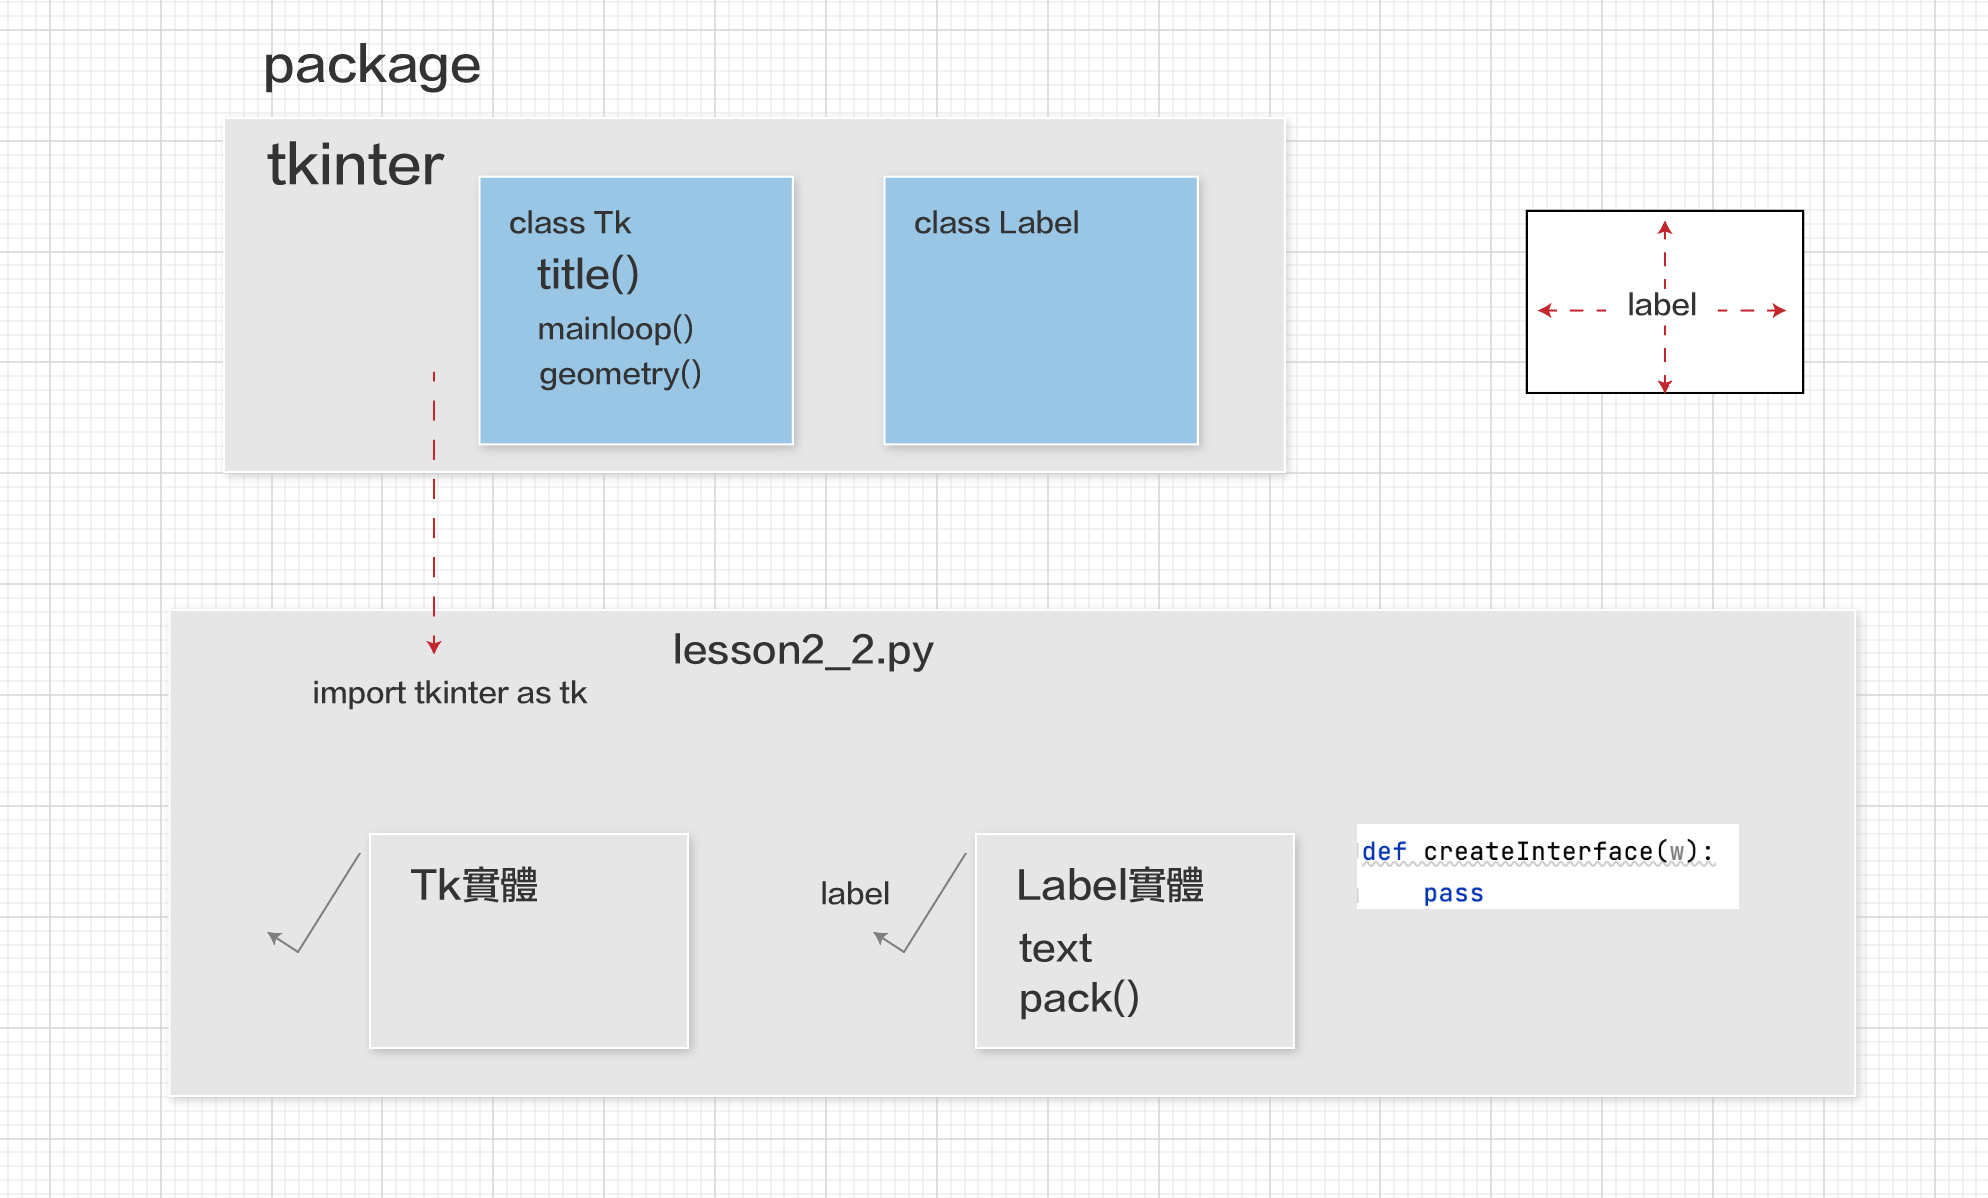 package
tkinter
class Tk
title()
mainloop()
geometry()
class Label
label
lesson2_2.py
import tkinter as tk
Tk實體
label
Label實體
text
pack()
def createInterface(w):
    pass